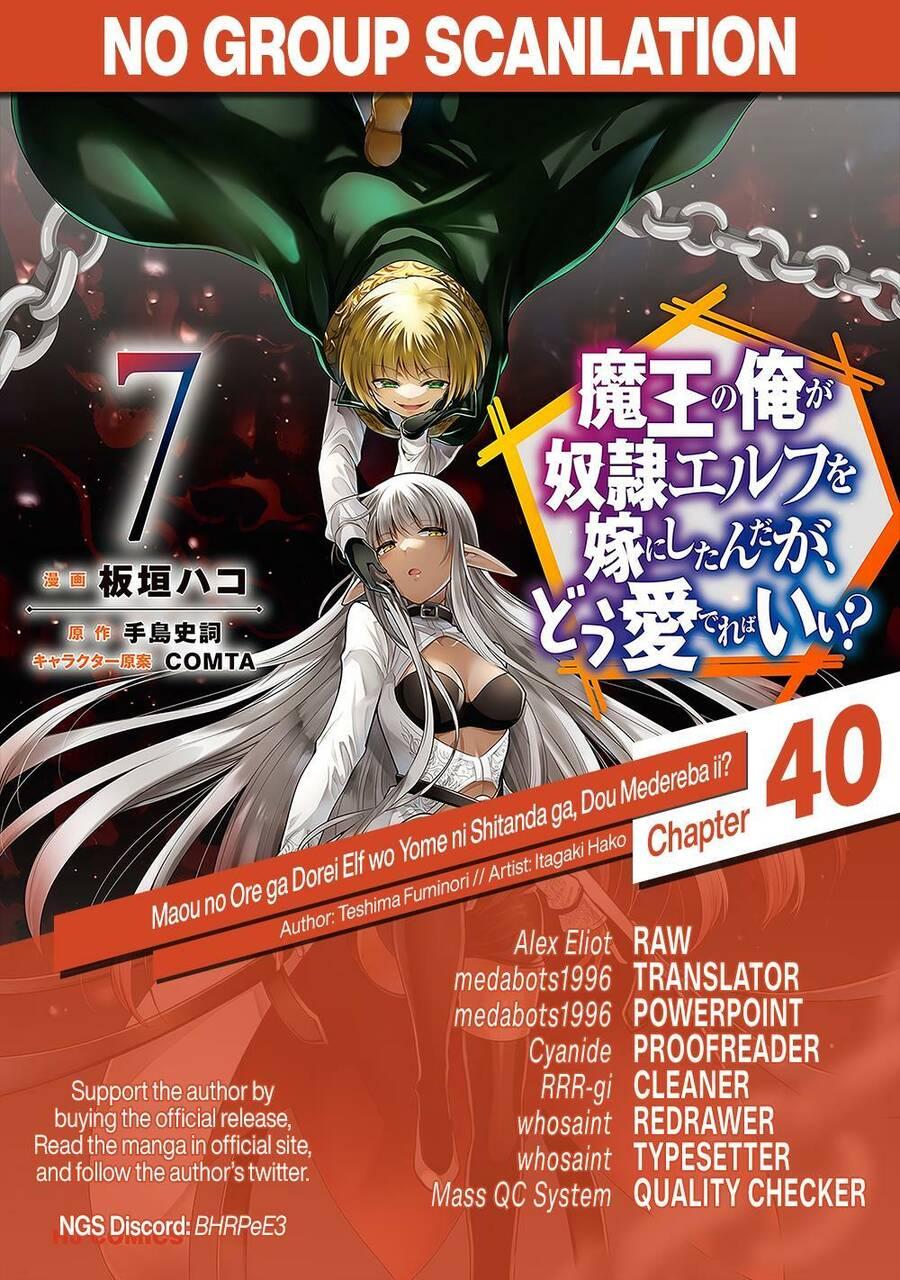 NO GROUP SCANLATION
7
漫画 板垣ハコ
原作 手島史詞
キャラクター原案 COMTA
魔王の俺が
奴隷エルフを
嫁にしたんだが、
どう愛でればいい?
Maou no Ore ga Dorei Elf wo Yome ni Shitanda ga, Dou Medereba ii?
Author: Teshima Fuminori // Artist: Itagaki Hako
Chapter 40
Alex Eliot RAW
medabots1996 TRANSLATOR
medabots1996 POWERPOINT
Cyanide PROOFREADER
RRR-gi CLEANER
whosaint REDRAWER
whosaint TYPESETTER
Mass QC System QUALITY CHECKER
Support the author by
buying the official release,
Read the manga in official site,
and follow the author's twitter.
NGS Discord: BHRPeE3
HJ COMICS